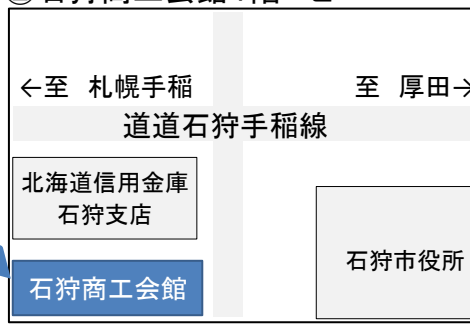 ←至 札幌手稲
至 厚田→
道道石狩手稲線
北海道信用金庫
石狩支店
石狩市役所
石狩商工会館